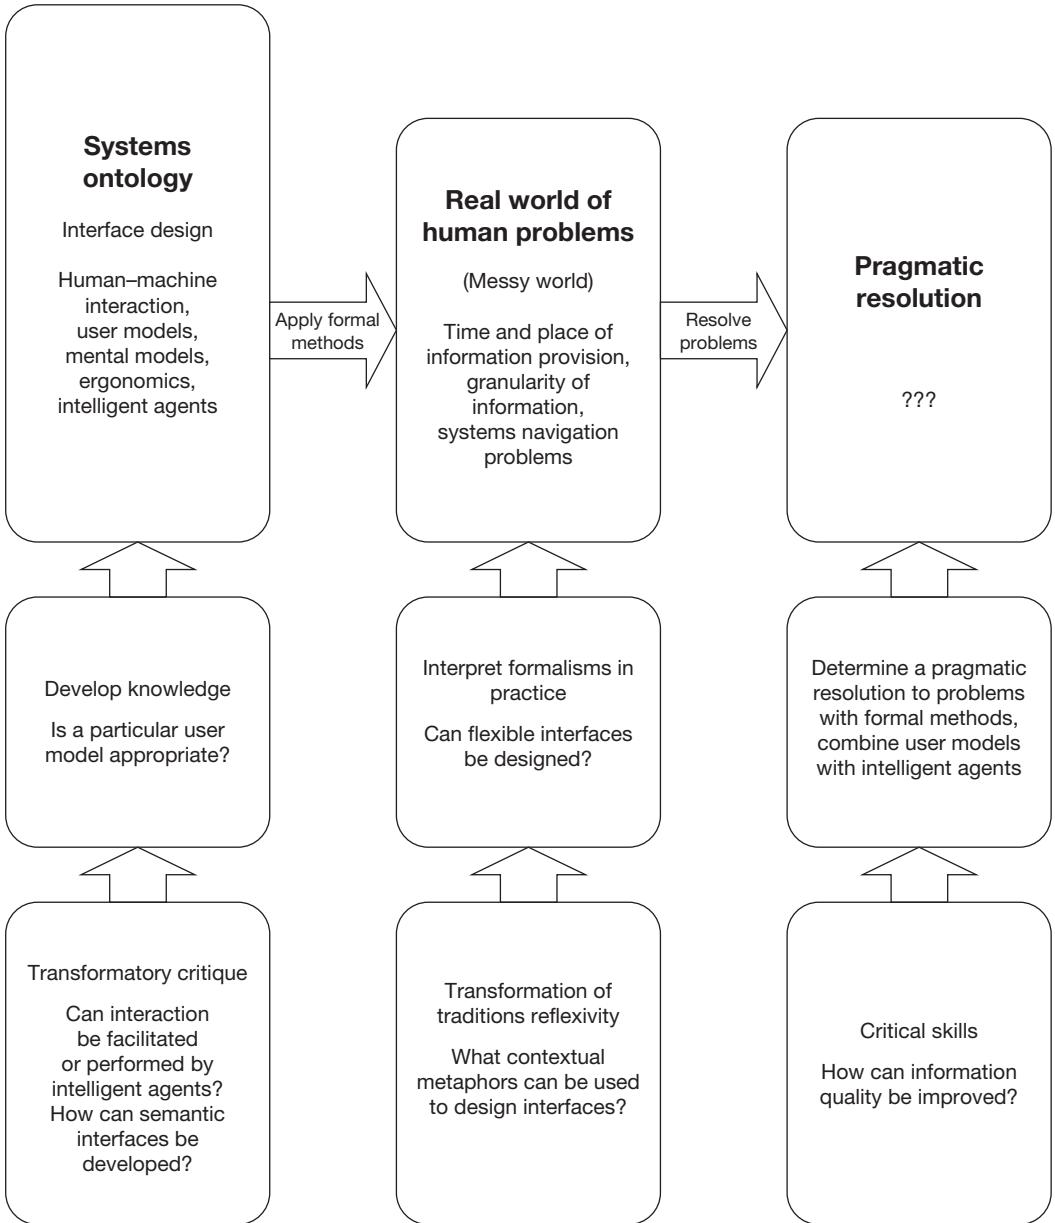 Systems
ontology
Interface design
Human–machine
interaction,
user models,
mental models,
ergonomics,
intelligent agents
Apply formal
methods
Real world of
human problems
(Messy world)
Time and place of
information provision,
granularity of
information,
systems navigation
problems
Resolve
problems
Pragmatic
resolution
???
Develop knowledge
Is a particular user
model appropriate?
Interpret formalisms in
practice
Can flexible interfaces
be designed?
Determine a pragmatic
resolution to problems
with formal methods,
combine user models
with intelligent agents
Transformatory critique
Can interaction
be facilitated
or performed by
intelligent agents?
How can semantic
interfaces be
developed?
Transformation of
traditions reflexivity
What contextual
metaphors can be used
to design interfaces?
Critical skills
How can information
quality be improved?